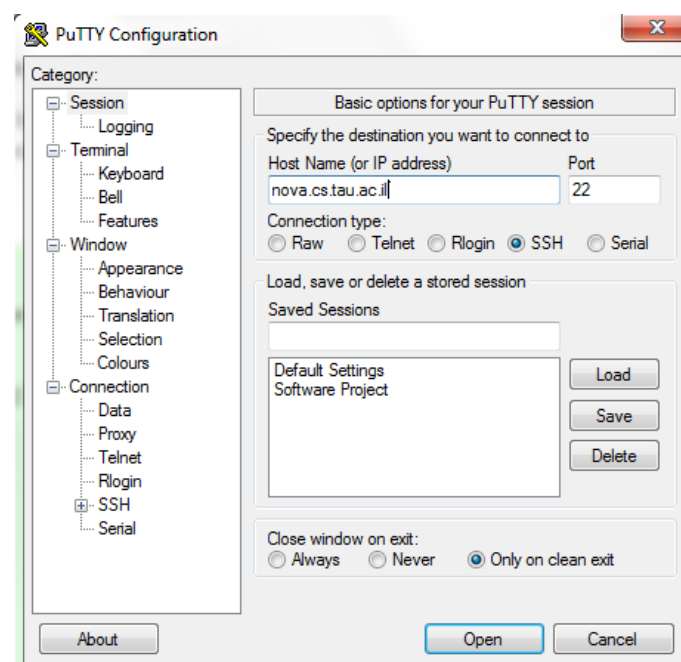 PuTTY Configuration
X
Category:
Session
Logging
Terminal
Keyboard
Bell
Features
Window
Appearance
Behaviour
Translation
Selection
Colours
Connection
Data
Proxy
Telnet
Rlogin
SSH
Serial
Basic options for your PuTTY session
Specify the destination you want to connect to
Host Name (or IP address) Port
nova.cs.tau.ac.il 22
Connection type:
Raw Telnet Rlogin SSH Serial
Load, save or delete a stored session
Saved Sessions
Default Settings
Software Project
Load
Save
Delete
Close window on exit:
Always Never Only on clean exit
About Open Cancel